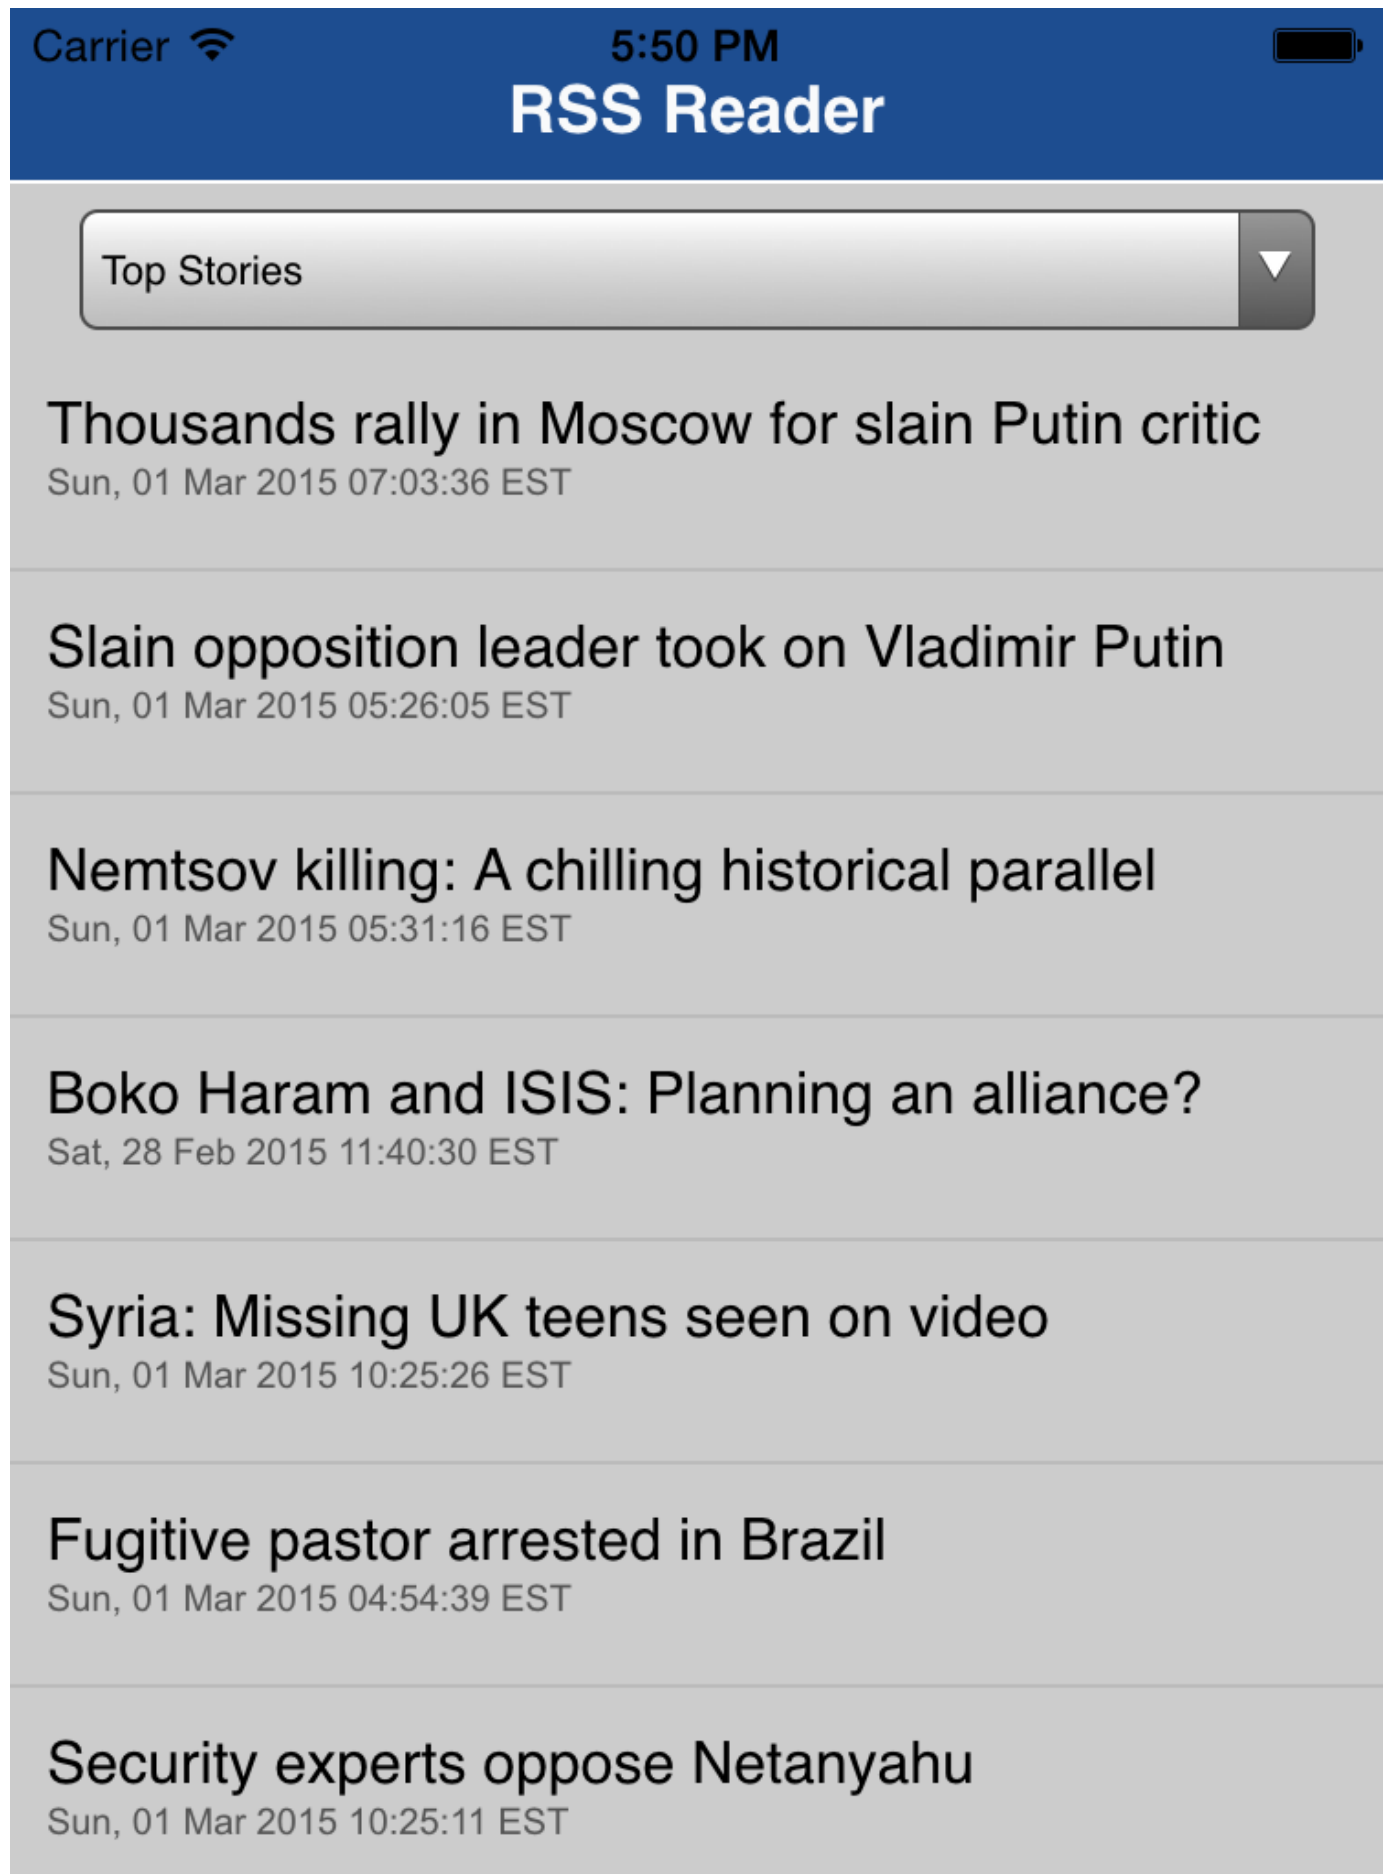 Carrier
5:50 PM
RSS Reader
Top Stories
Thousands rally in Moscow for slain Putin critic
Sun, 01 Mar 2015 07:03:36 EST
Slain opposition leader took on Vladimir Putin
Sun, 01 Mar 2015 05:26:05 EST
Nemtsov killing: A chilling historical parallel
Sun, 01 Mar 2015 05:31:16 EST
Boko Haram and ISIS: Planning an alliance?
Sat, 28 Feb 2015 11:40:30 EST
Syria: Missing UK teens seen on video
Sun, 01 Mar 2015 10:25:26 EST
Fugitive pastor arrested in Brazil
Sun, 01 Mar 2015 04:54:39 EST
Security experts oppose Netanyahu
Sun, 01 Mar 2015 10:25:11 EST